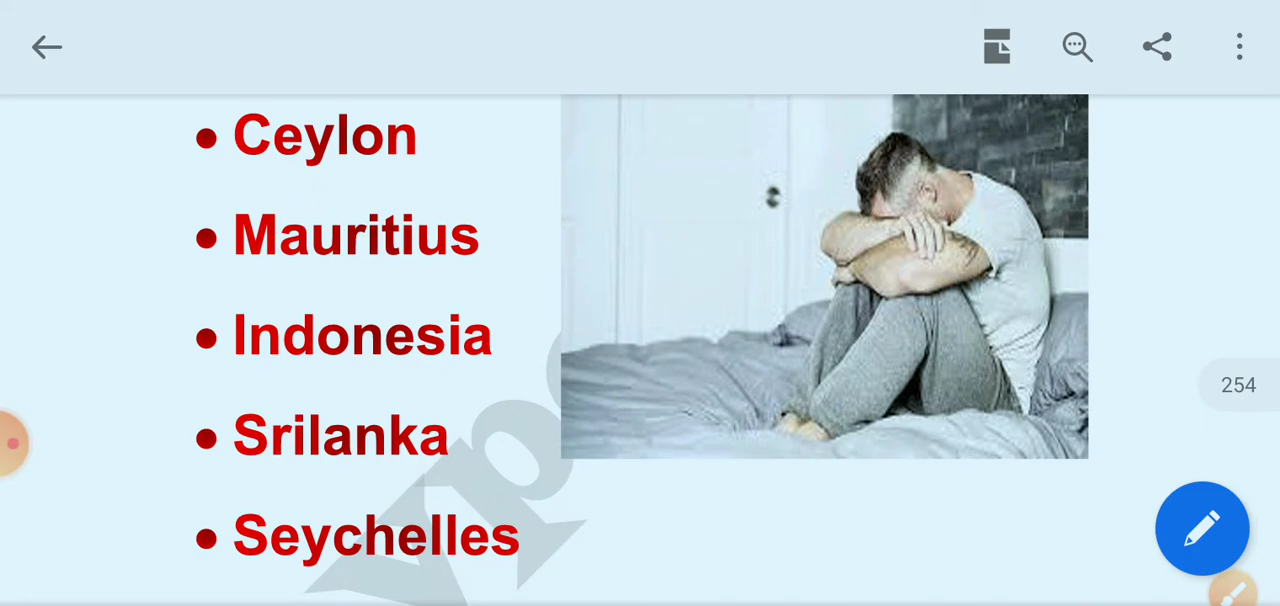 • Ceylon
• Mauritius
• Indonesia
• Srilanka
• Seychelles
254